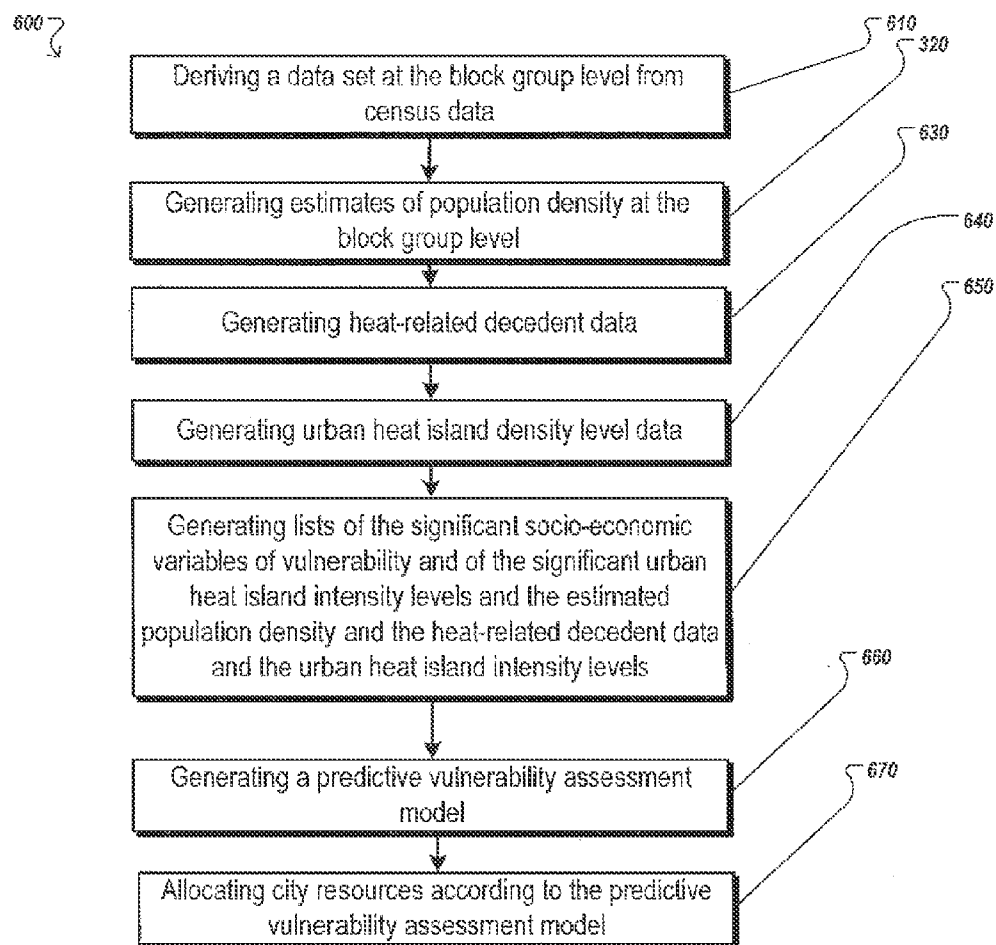 600
610
Deriving a data set at the block group level from
census data
320
Generating estimates of population density at the
block group level
630
Generating heat-related decedent data
640
Generating urban heat island density level data
650
Generating lists of the significant socio-economic
variables of vulnerability and of the significant urban
heat island intensity levels and the estimated
population density and the heat-related decedent data
and the urban heat island intensity levels
660
Generating a predictive vulnerability assessment
model
670
Allocating city resources according to the predictive
vulnerability assessment model